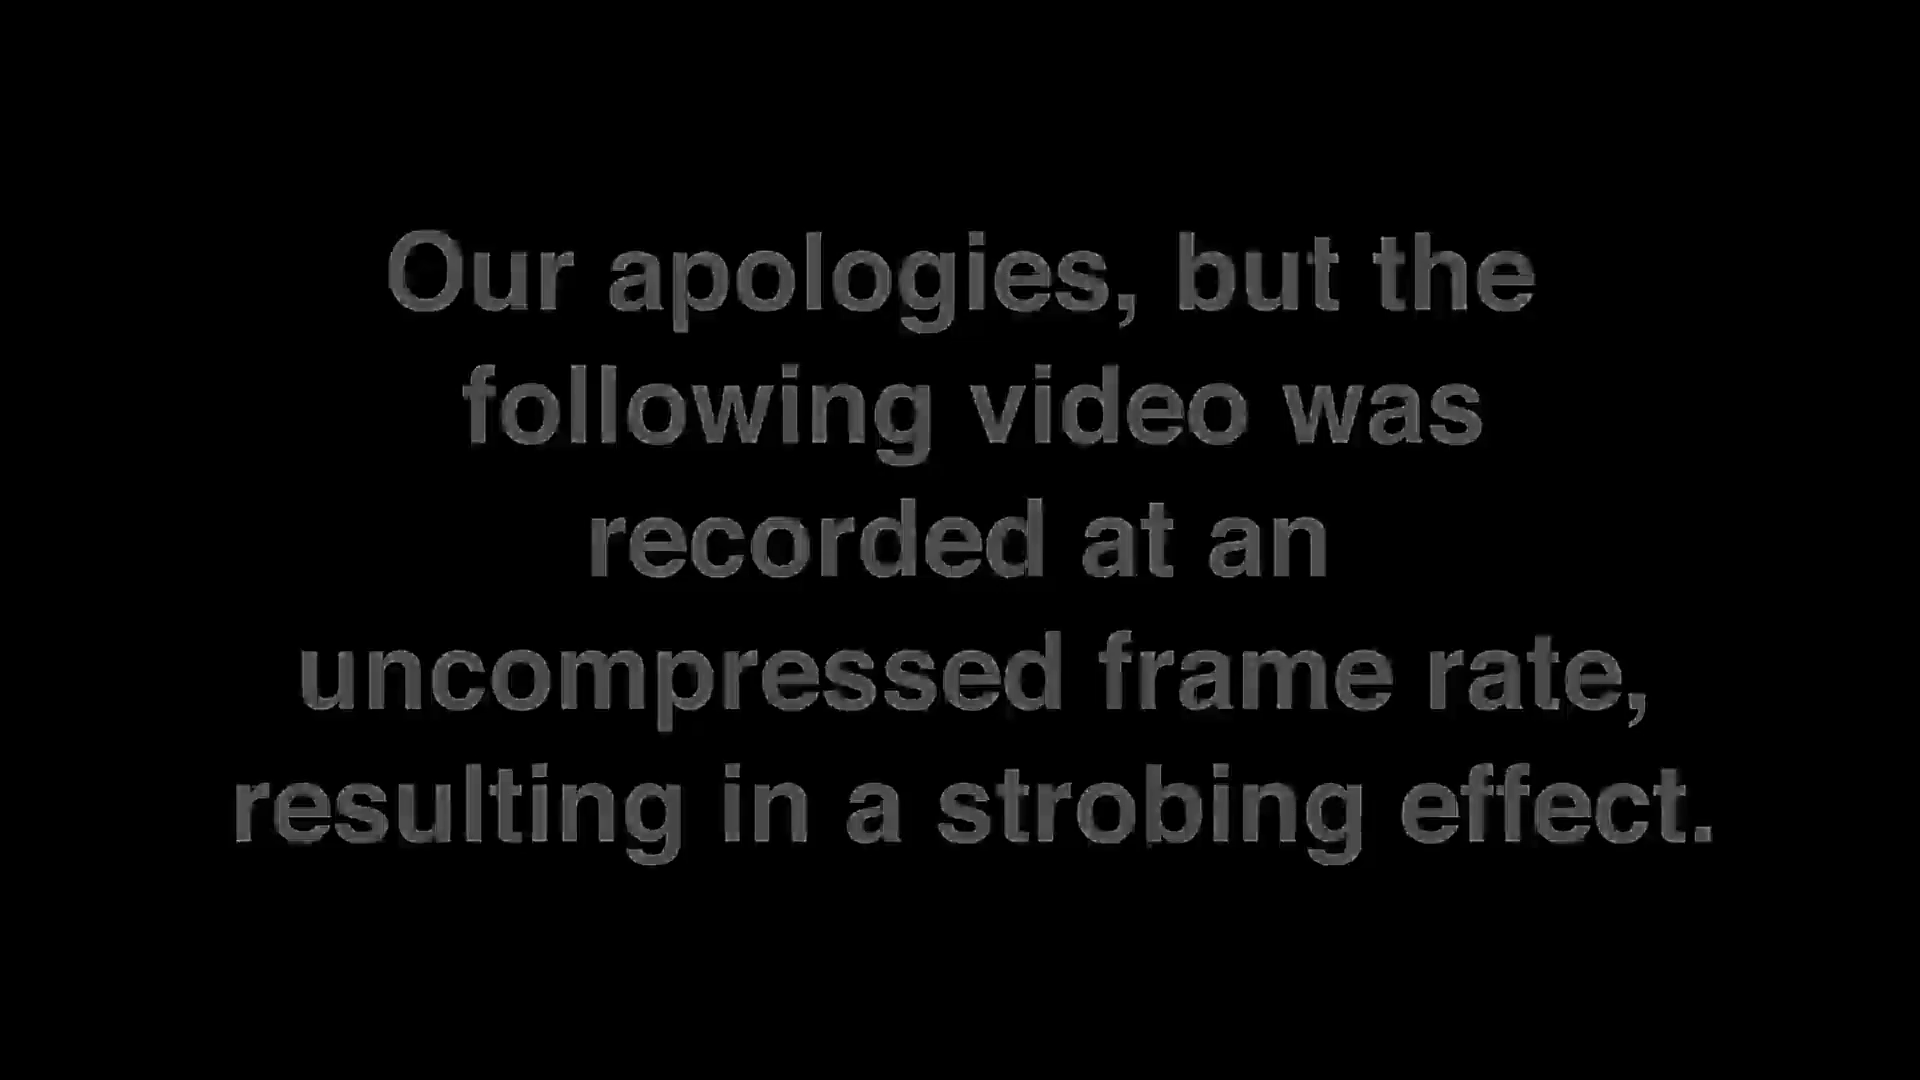 Our apologies, but the
following video was
recorded at an
uncompressed frame rate,
resulting in a strobing effect.